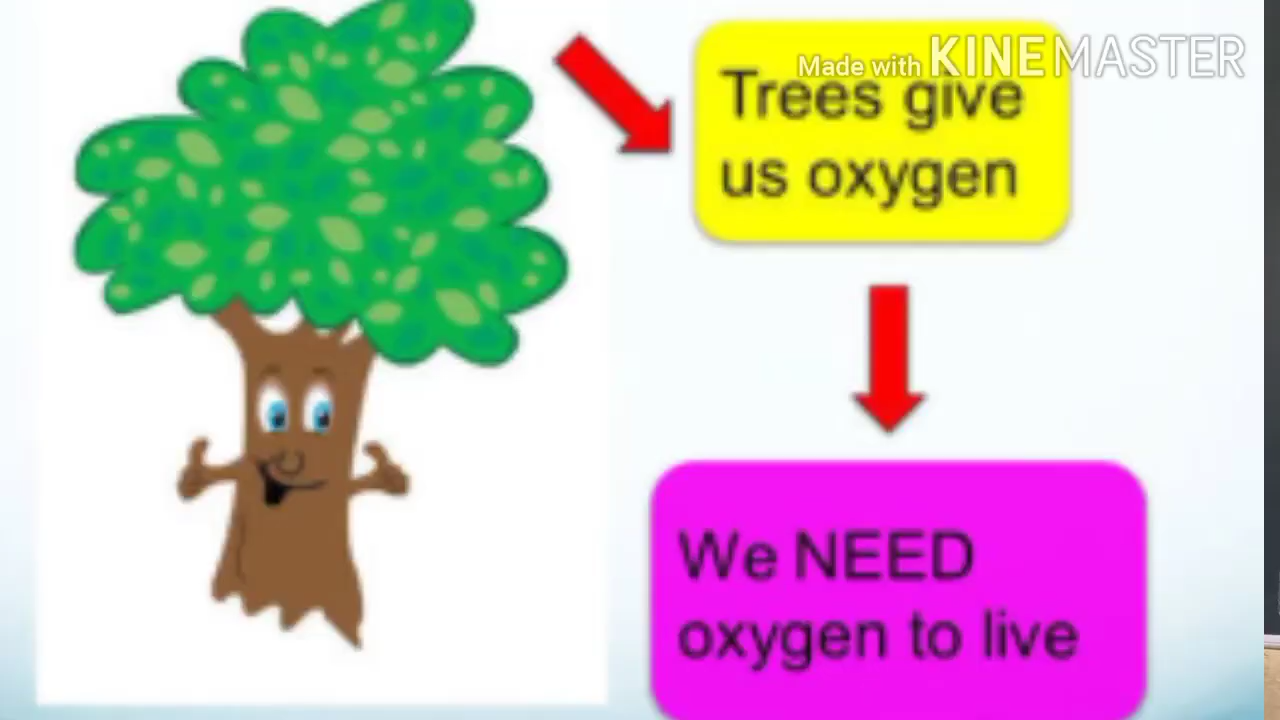 Made with KINEMASTER
Trees give
us oxygen
We NEED
oxygen to live